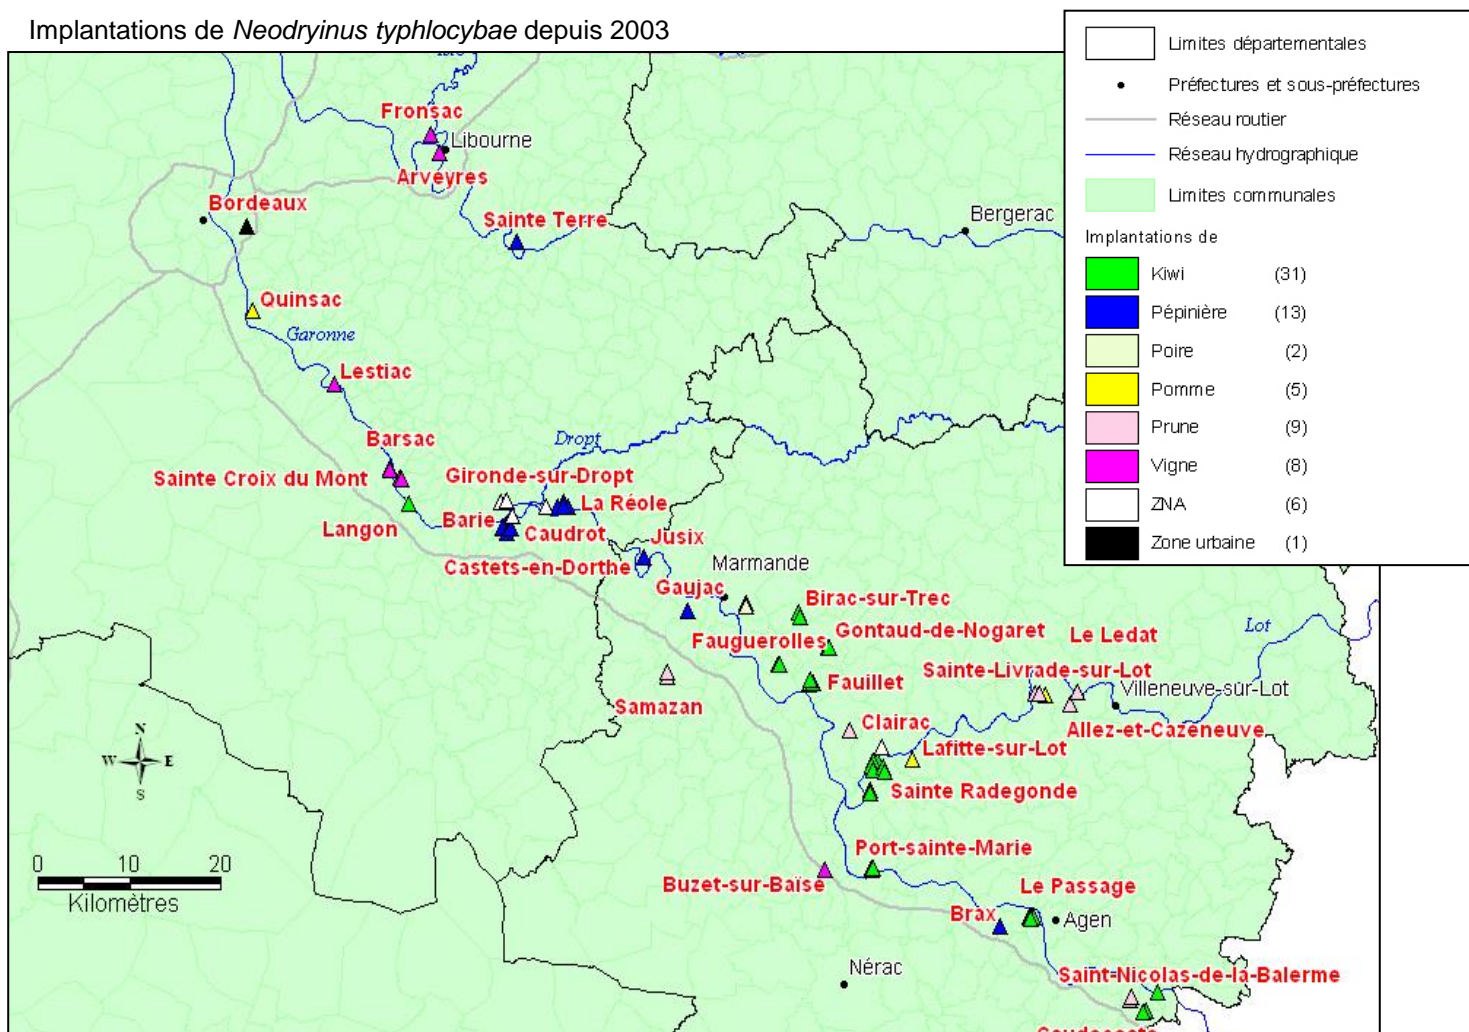 Implantations de Neodryinus typhlocybae depuis 2003
Limites départementales
Préfectures et sous-préfectures
Réseau routier
Réseau hydrographique
Limites communales
Implantations de
Kiwi (31)
Pépinière (13)
Poire (2)
Pomme (5)
Prune (9)
Vigne (8)
ZNA (6)
Zone urbaine (1)
Fronsac
Libourne
Arveyres
Bordeaux
Sainte Terre
Bergerac
Quinsac
Garonne
Lestiac
Barsac
Dropt
Sainte Croix du Mont
Gironde-sur-Dropt
La Réole
Langon
Barie
Caudrot
Castets-en-Dorthe
Jusix
Marmande
Gaujac
Birac-sur-Trec
Fauguerolles
Gontaud-de-Nogaret
Le Ledat
Lot
Sainte-Livrade-sur-Lot
Fauillet
Villeneuve-sur-Lot
Samazan
Clairac
Allez-et-Cazeneuve
Lafitte-sur-Lot
N
W E
S
Sainte Radegonde
Port-sainte-Marie
0 10 20
Kilomètres
Buzet-sur-Baïse
Le Passage
Brax
Agen
Nérac
Saint-Nicolas-de-la-Balerme